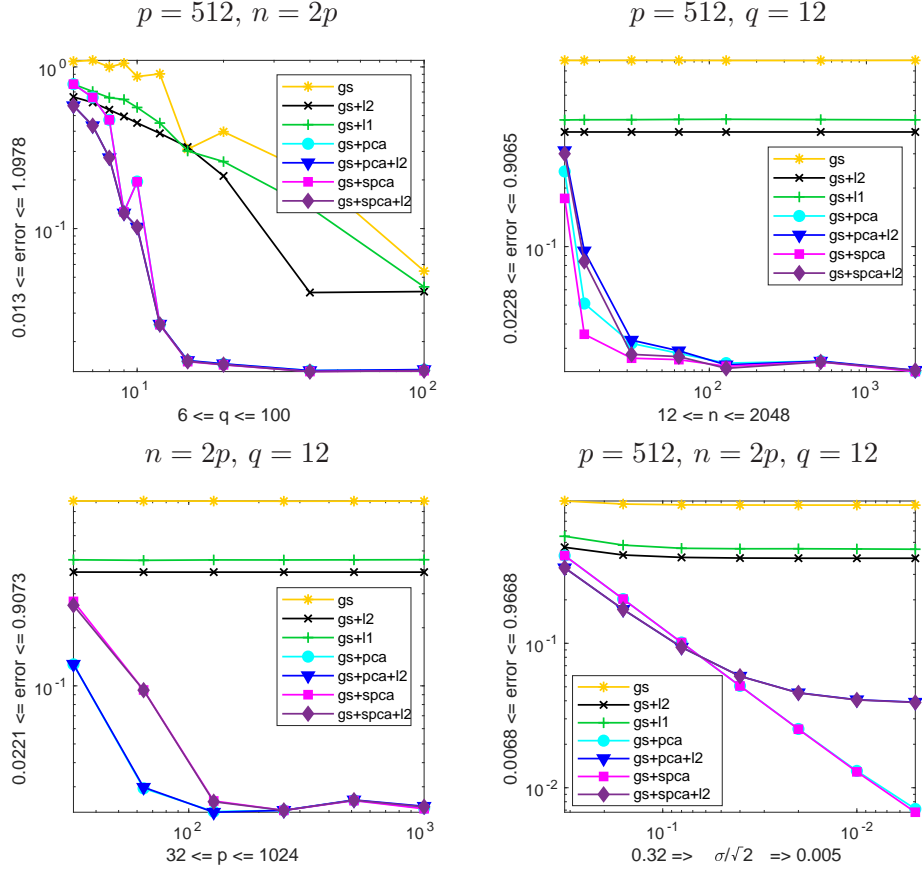 p = 512, n = 2p
10^0
10^-1
0.013 <= error <= 1.0978
gs
gs+l2
gs+l1
gs+pca
gs+pca+l2
gs+spca
gs+spca+l2
10^1
10^2
6 <= q <= 100
p = 512, q = 12
10^-1
0.0228 <= error <= 0.9065
gs
gs+l2
gs+l1
gs+pca
gs+pca+l2
gs+spca
gs+spca+l2
10^2
10^3
12 <= n <= 2048
n = 2p, q = 12
10^-1
0.0221 <= error <= 0.9073
gs
gs+l2
gs+l1
gs+pca
gs+pca+l2
gs+spca
gs+spca+l2
10^2
10^3
32 <= p <= 1024
p = 512, n = 2p, q = 12
10^-1
10^-2
0.0068 <= error <= 0.9668
gs
gs+l2
gs+l1
gs+pca
gs+pca+l2
gs+spca
gs+spca+l2
10^-1
10^-2
0.32 => σ/√2 => 0.005